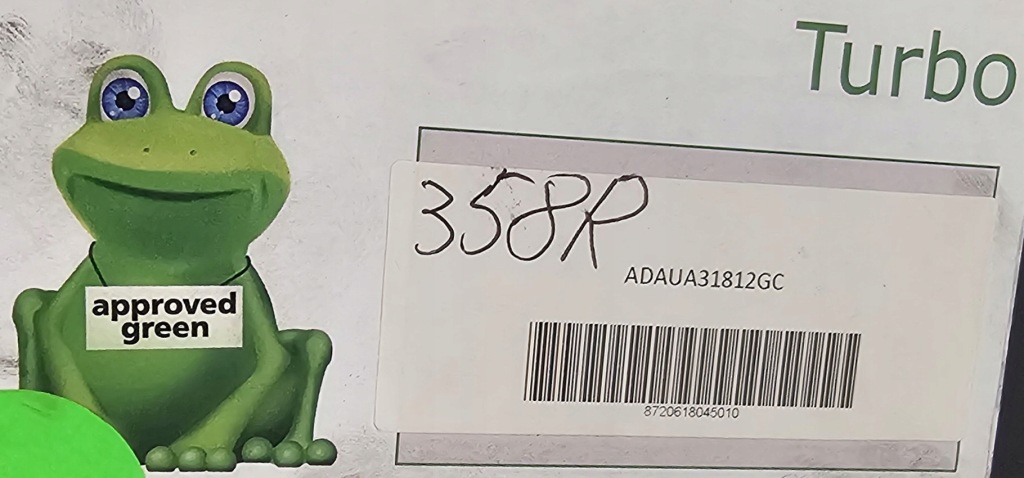 Turbo
358R
ADAUA31812GC
8720618045010
approved
green